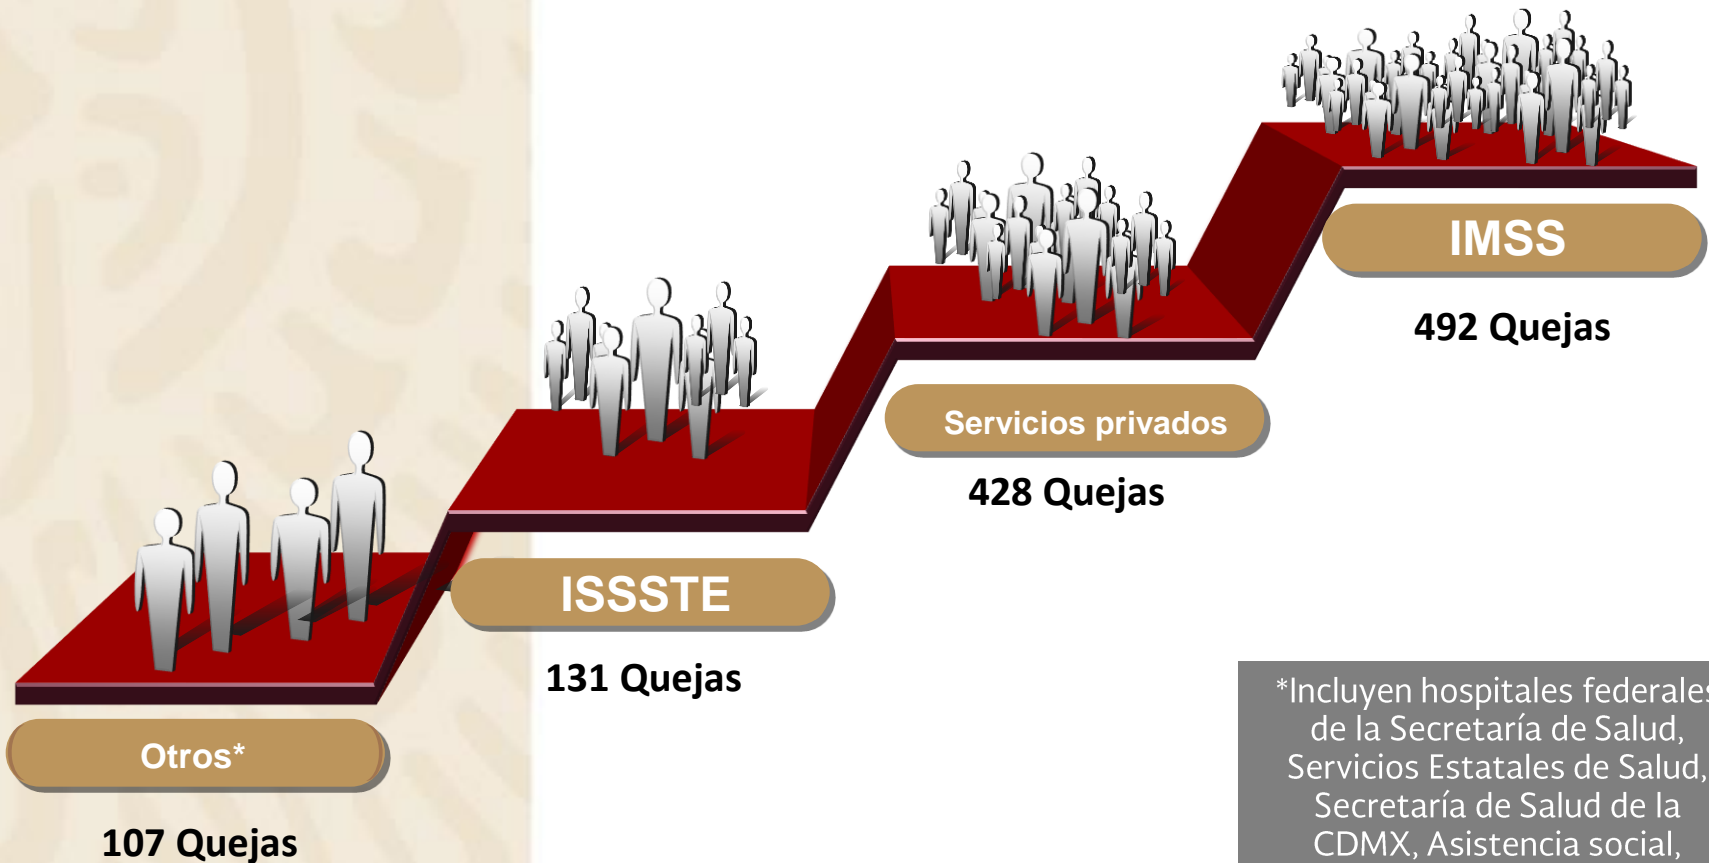 IMSS
492 Quejas
Servicios privados
428 Quejas
ISSSTE
131 Quejas
Otros*
107 Quejas
*Incluyen hospitales federales
de la Secretaría de Salud,
Servicios Estatales de Salud,
Secretaría de Salud de la
CDMX, Asistencia social,